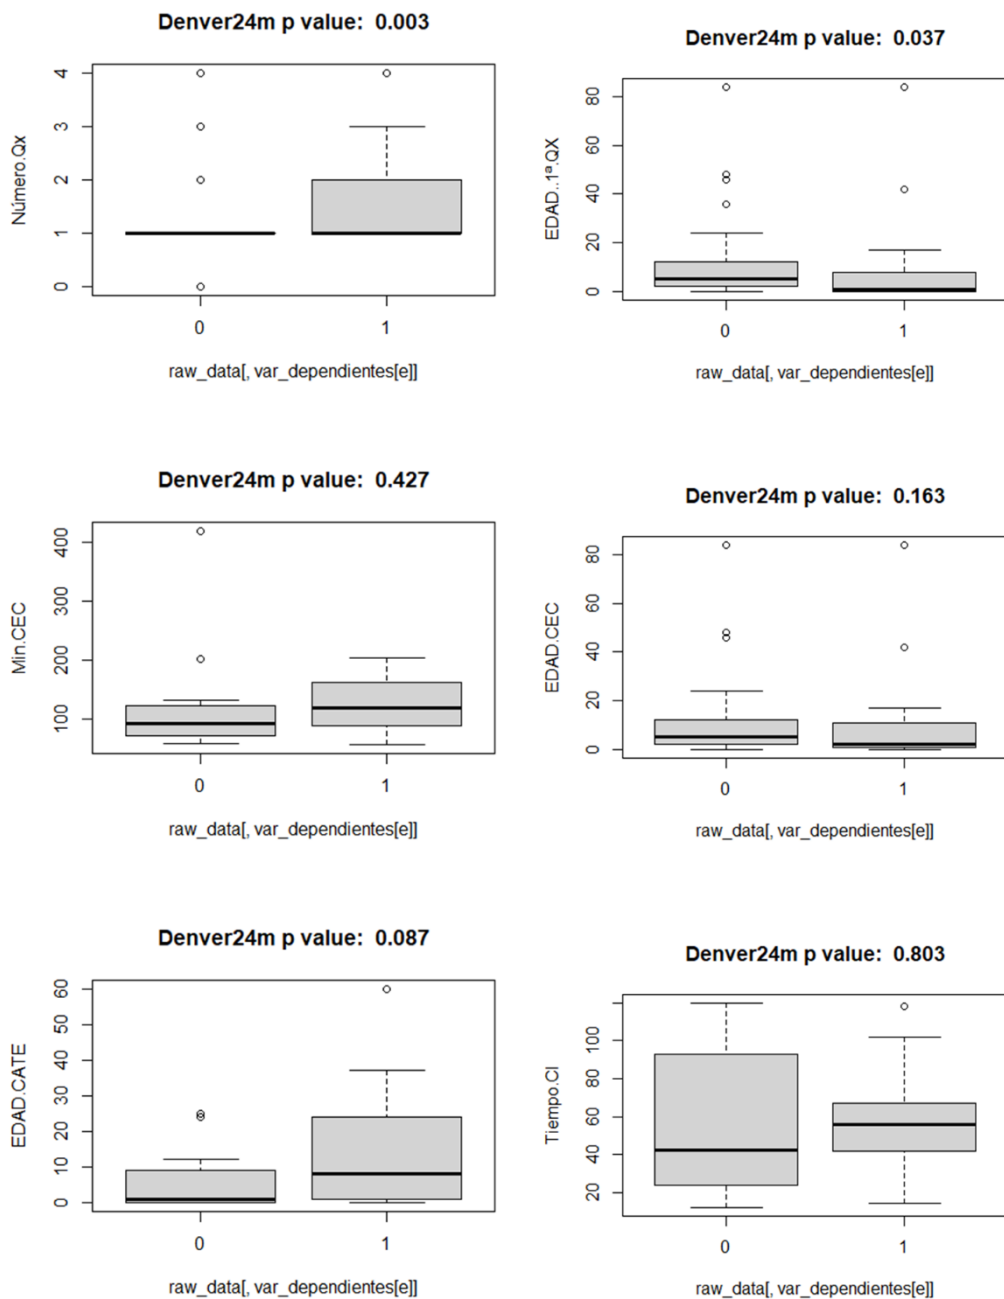 Denver24m p value:  0.003
Número.Qx
4
3
2
1
0
0 1
raw_data[, var_dependientes[e]]
Denver24m p value:  0.037
EDAD..1ª.QX
80
60
40
20
0
0 1
raw_data[, var_dependientes[e]]
Denver24m p value:  0.427
Min.CEC
400
300
200
100
0 1
raw_data[, var_dependientes[e]]
Denver24m p value:  0.163
EDAD.CEC
80
60
40
20
0
0 1
raw_data[, var_dependientes[e]]
Denver24m p value:  0.087
EDAD.CATE
60
50
40
30
20
10
0
0 1
raw_data[, var_dependientes[e]]
Denver24m p value:  0.803
Tiempo.CI
100
80
60
40
20
0 1
raw_data[, var_dependientes[e]]